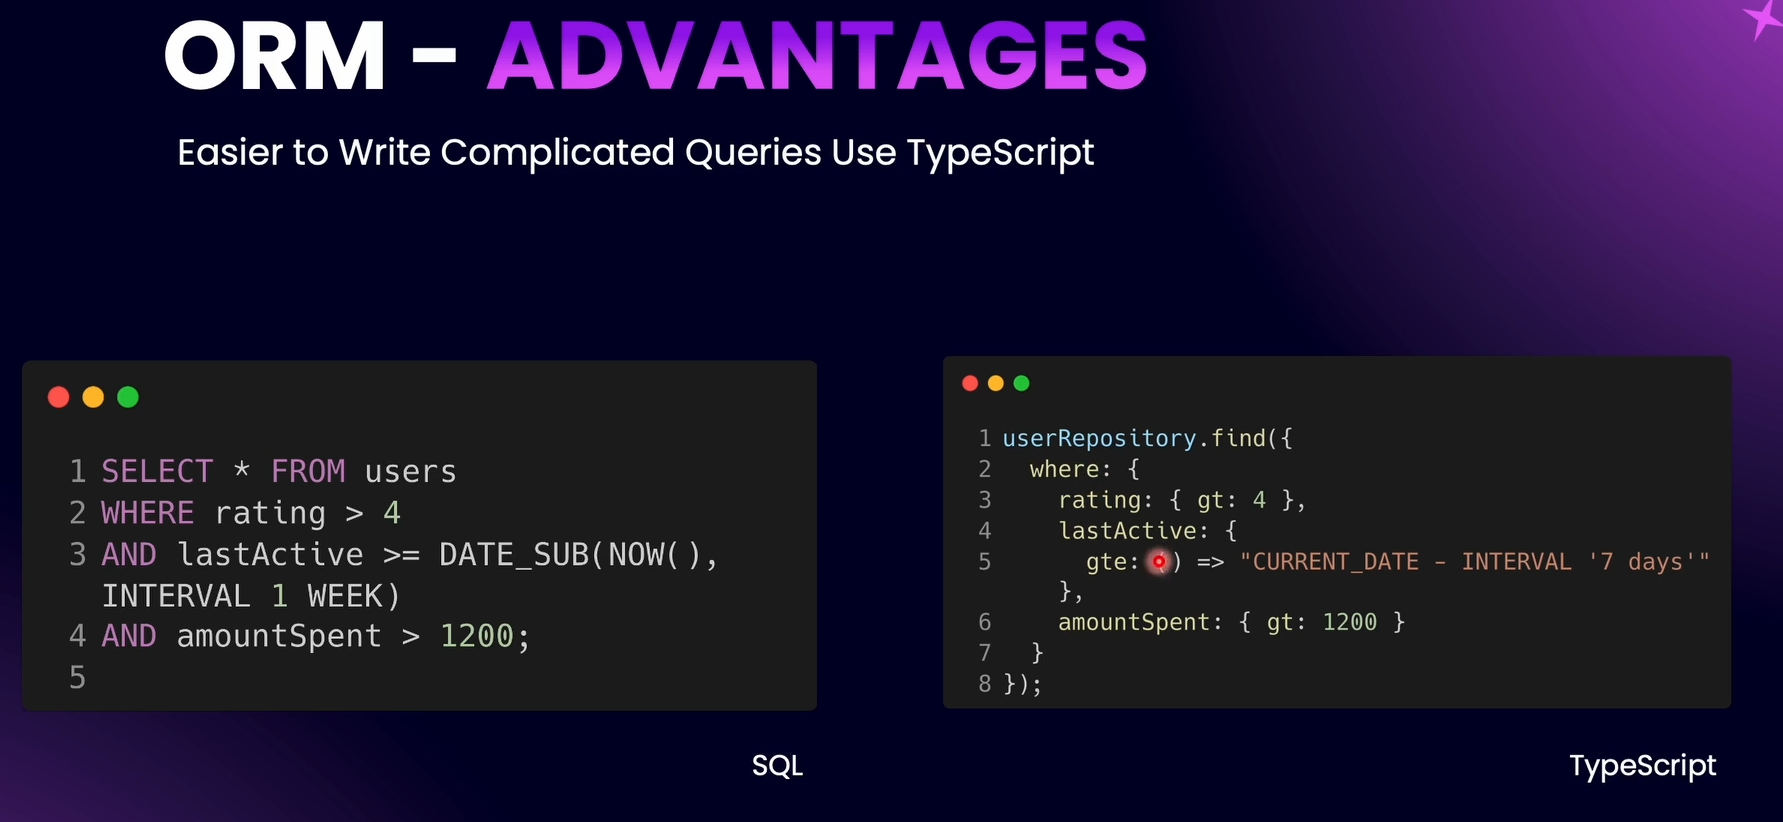 ORM - ADVANTAGES
Easier to Write Complicated Queries Use TypeScript
1 SELECT * FROM users
2 WHERE rating > 4
3 AND lastActive >= DATE_SUB(NOW(),
INTERVAL 1 WEEK)
4 AND amountSpent > 1200;
5
SQL
1 userRepository.find({
2 where: {
3 rating: { gt: 4 },
4 lastActive: {
5 gte: () => "CURRENT_DATE - INTERVAL '7 days'"
},
6 amountSpent: { gt: 1200 }
7 }
8 });
TypeScript